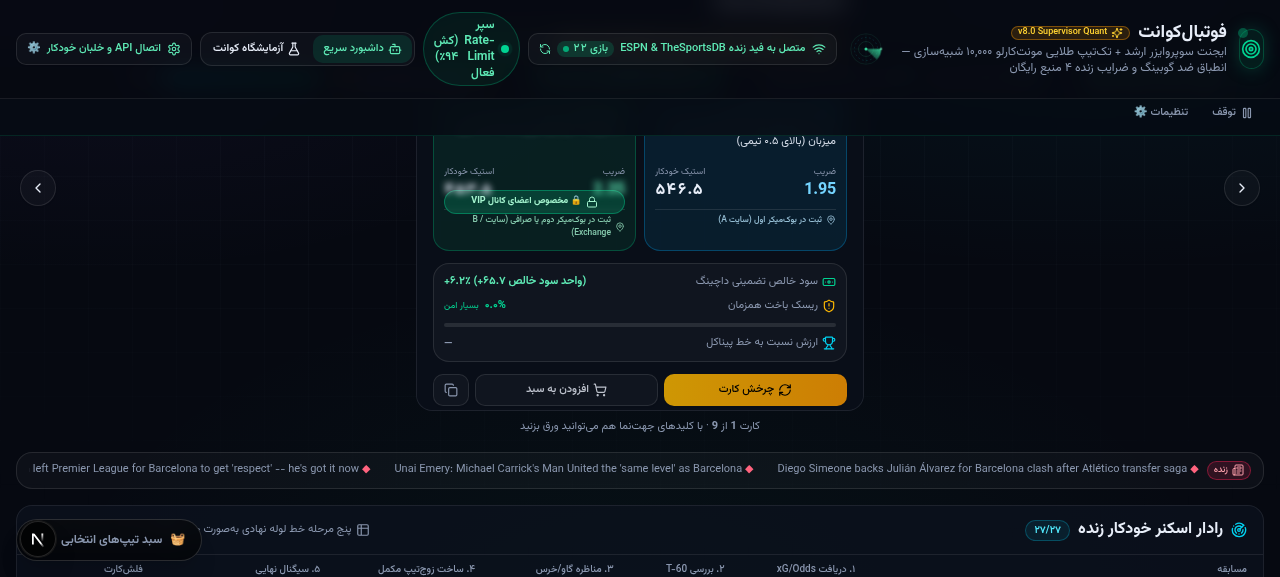 فوتبال‌کوانت
v8.0 Supervisor Quant
ایجنت سوپروایزر ارشد + تک‌تیپ طلایی مونت‌کارلو ۱۰,۰۰۰ شبیه‌سازی —
انطباق ضد گوبینگ و ضرایب زنده ۴ منبع رایگان
متصل به فید زنده ESPN & TheSportsDB
۲۲ بازی
سپر
Rate-
Limit (کش
۹۴٪)
فعال
داشبورد سریع
آزمایشگاه کوانت
اتصال API و خلبان خودکار ⚙️
توقف
تنظیمات ⚙️
میزبان (بالای ۰.۵ تیمی)
ضریب
استیک خودکار
1.95
۵۴۶.۵
ثبت در بوک‌میکر اول (سایت A)
ضریب
استیک خودکار
🔒 مخصوص اعضای کانال VIP
ثبت در بوک‌میکر دوم یا صرافی (سایت B /
Exchange)
سود خالص تضمینی داچینگ
+۶.۲٪ (+۶۵.۷ واحد سود خالص)
ریسک باخت همزمان
۰.۰% بسیار امن
ارزش نسبت به خط پیناکل
—
چرخش کارت
افزودن به سبد
کارت 1 از 9 · با کلیدهای جهت‌نما هم می‌توانید ورق بزنید
زنده
Diego Simeone backs Julián Álvarez for Barcelona clash after Atlético transfer saga
Unai Emery: Michael Carrick's Man United the 'same level' as Barcelona
left Premier League for Barcelona to get 'respect' -- he's got it now
رادار اسکنر خودکار زنده
۲۷/۲۷
پنج مرحله خط لوله نهادی به‌صورت
🧺 سبد تیپ‌های انتخابی
N
مسابقه
۱. دریافت xG/Odds
۲. بررسی T-60
۳. مناظره گاو/خرس
۴. ساخت زوج‌تیپ مکمل
۵. سیگنال نهایی
فلش‌کارت